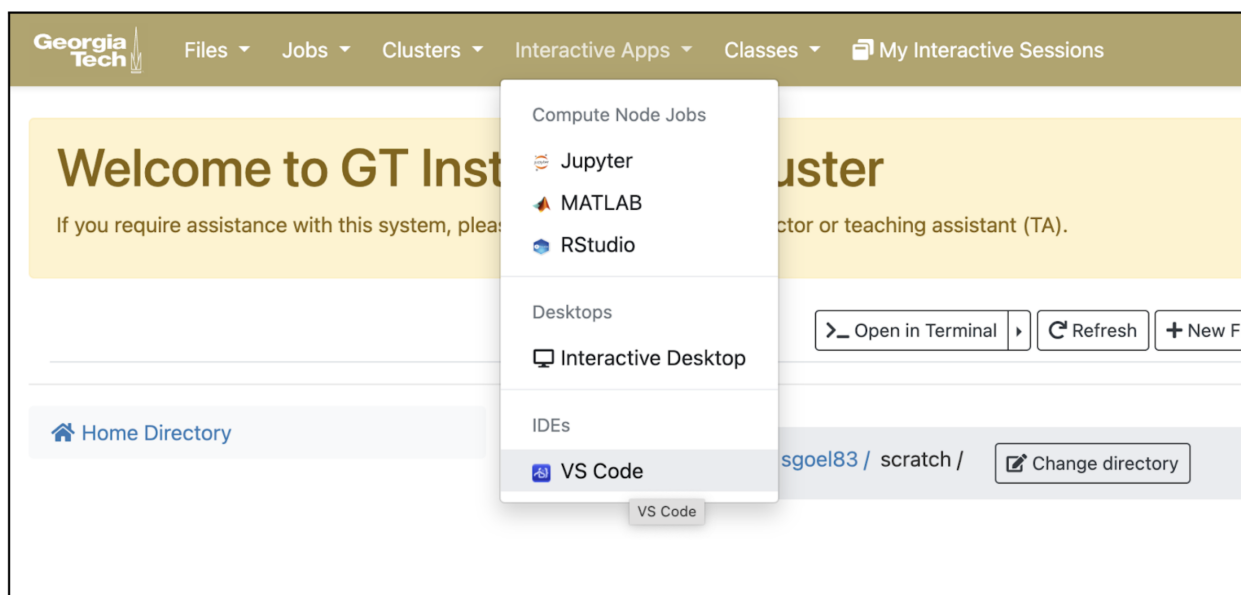 Georgia
Tech
Files Jobs Clusters Interactive Apps Classes My Interactive Sessions
Compute Node Jobs
Jupyter
MATLAB
RStudio
Desktops
Interactive Desktop
IDEs
VS Code
VS Code
Welcome to GT Inst uster
If you require assistance with this system, plea ctor or teaching assistant (TA).
>_ Open in Terminal Refresh + New F
Home Directory
sgoel83 / scratch / Change directory